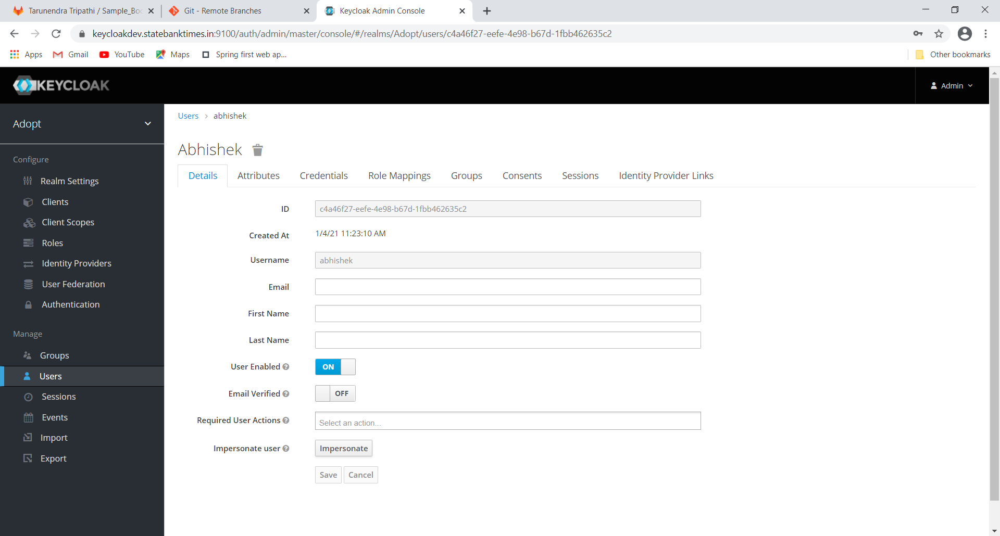 Tarunendra Tripathi / Sample_Boo
Git - Remote Branches
Keycloak Admin Console
keycloakdev.statebanktimes.in:9100/auth/admin/master/console/#/realms/Adopt/users/c4a46f27-eefe-4e98-b67d-1fbb462635c2
Apps
Gmail
YouTube
Maps
Spring first web ap...
Other bookmarks
KEYCLOAK
Admin
Adopt
Configure
Realm Settings
Clients
Client Scopes
Roles
Identity Providers
User Federation
Authentication
Manage
Groups
Users
Sessions
Events
Import
Export
Users > abhishek
Abhishek
Details
Attributes
Credentials
Role Mappings
Groups
Consents
Sessions
Identity Provider Links
ID
c4a46f27-eefe-4e98-b67d-1fbb462635c2
Created At
1/4/21 11:23:10 AM
Username
abhishek
Email
First Name
Last Name
User Enabled
ON
Email Verified
OFF
Required User Actions
Select an action...
Impersonate user
Impersonate
Save
Cancel